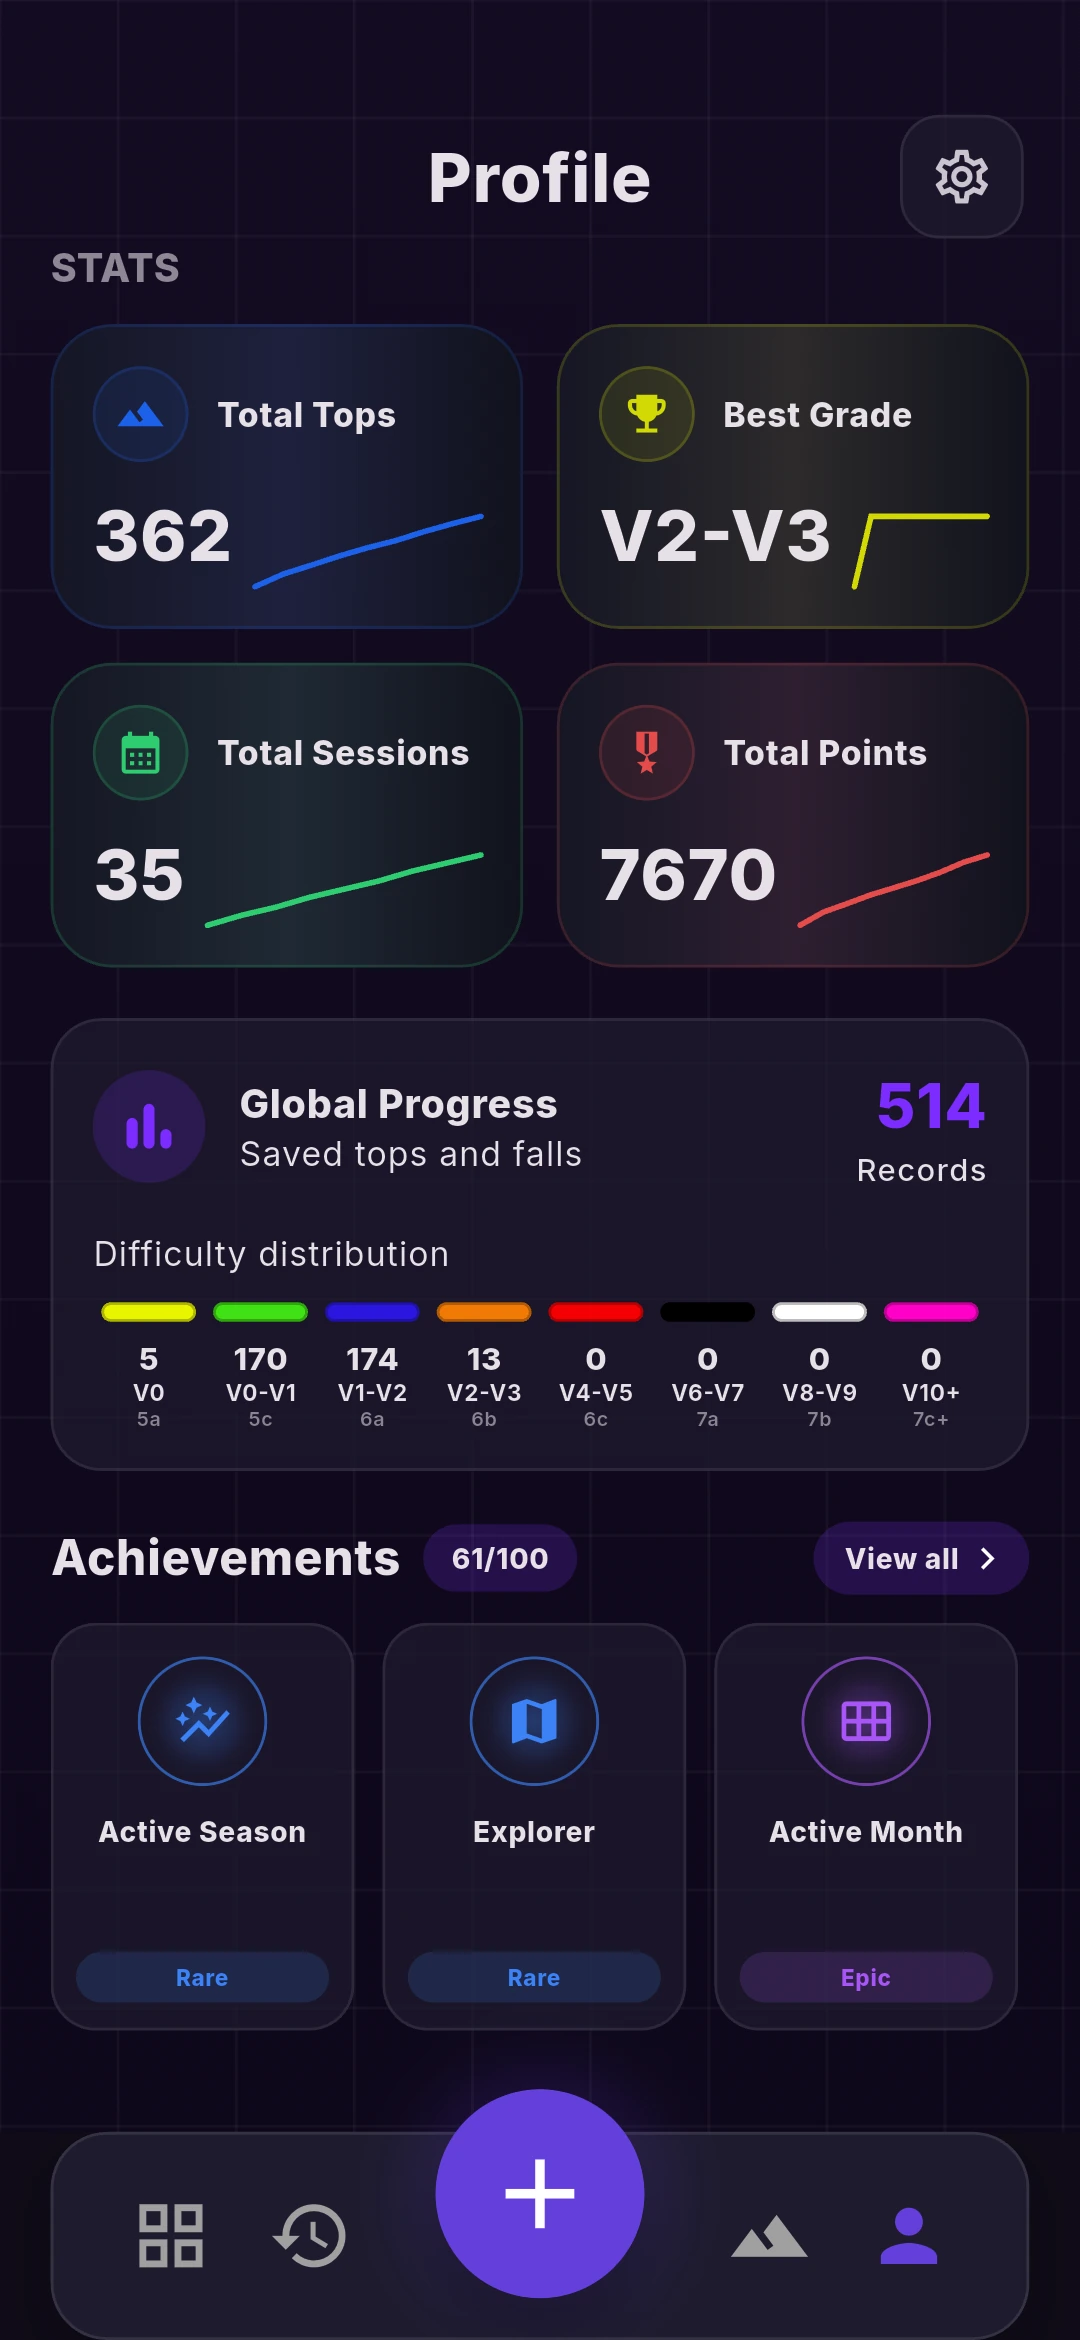 Profile
STATS
Total Tops
362
Best Grade
V2-V3
Total Sessions
35
Total Points
7670
Global Progress
Saved tops and falls
514
Records
Difficulty distribution
5 170 174 13 0 0 0 0
V0 V0-V1 V1-V2 V2-V3 V4-V5 V6-V7 V8-V9 V10+
5a 5c 6a 6b 6c 7a 7b 7c+
Achievements 61/100 View all
Active Season Explorer Active Month
Rare Rare Epic